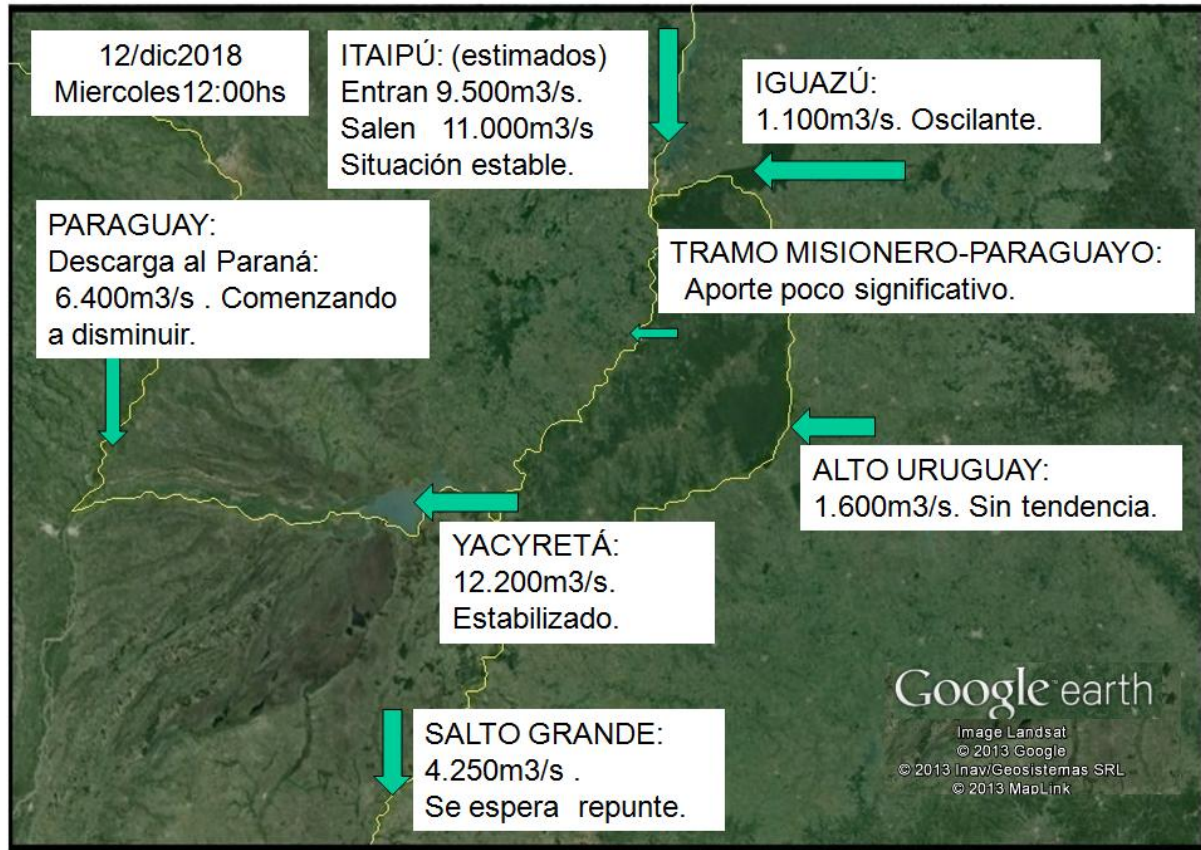 12/dic2018
Miercoles12:00hs
ITAIPÚ: (estimados)
Entran 9.500m3/s.
Salen 11.000m3/s
Situación estable.
IGUAZÚ:
1.100m3/s. Oscilante.
PARAGUAY:
Descarga al Paraná:
6.400m3/s . Comenzando
a disminuir.
TRAMO MISIONERO-PARAGUAYO:
Aporte poco significativo.
ALTO URUGUAY:
1.600m3/s. Sin tendencia.
YACYRETÁ:
12.200m3/s.
Estabilizado.
SALTO GRANDE:
4.250m3/s .
Se espera repunte.
Google earth
Image Landsat
© 2013 Google
© 2013 Inav/Geosistemas SRL
© 2013 MapLink